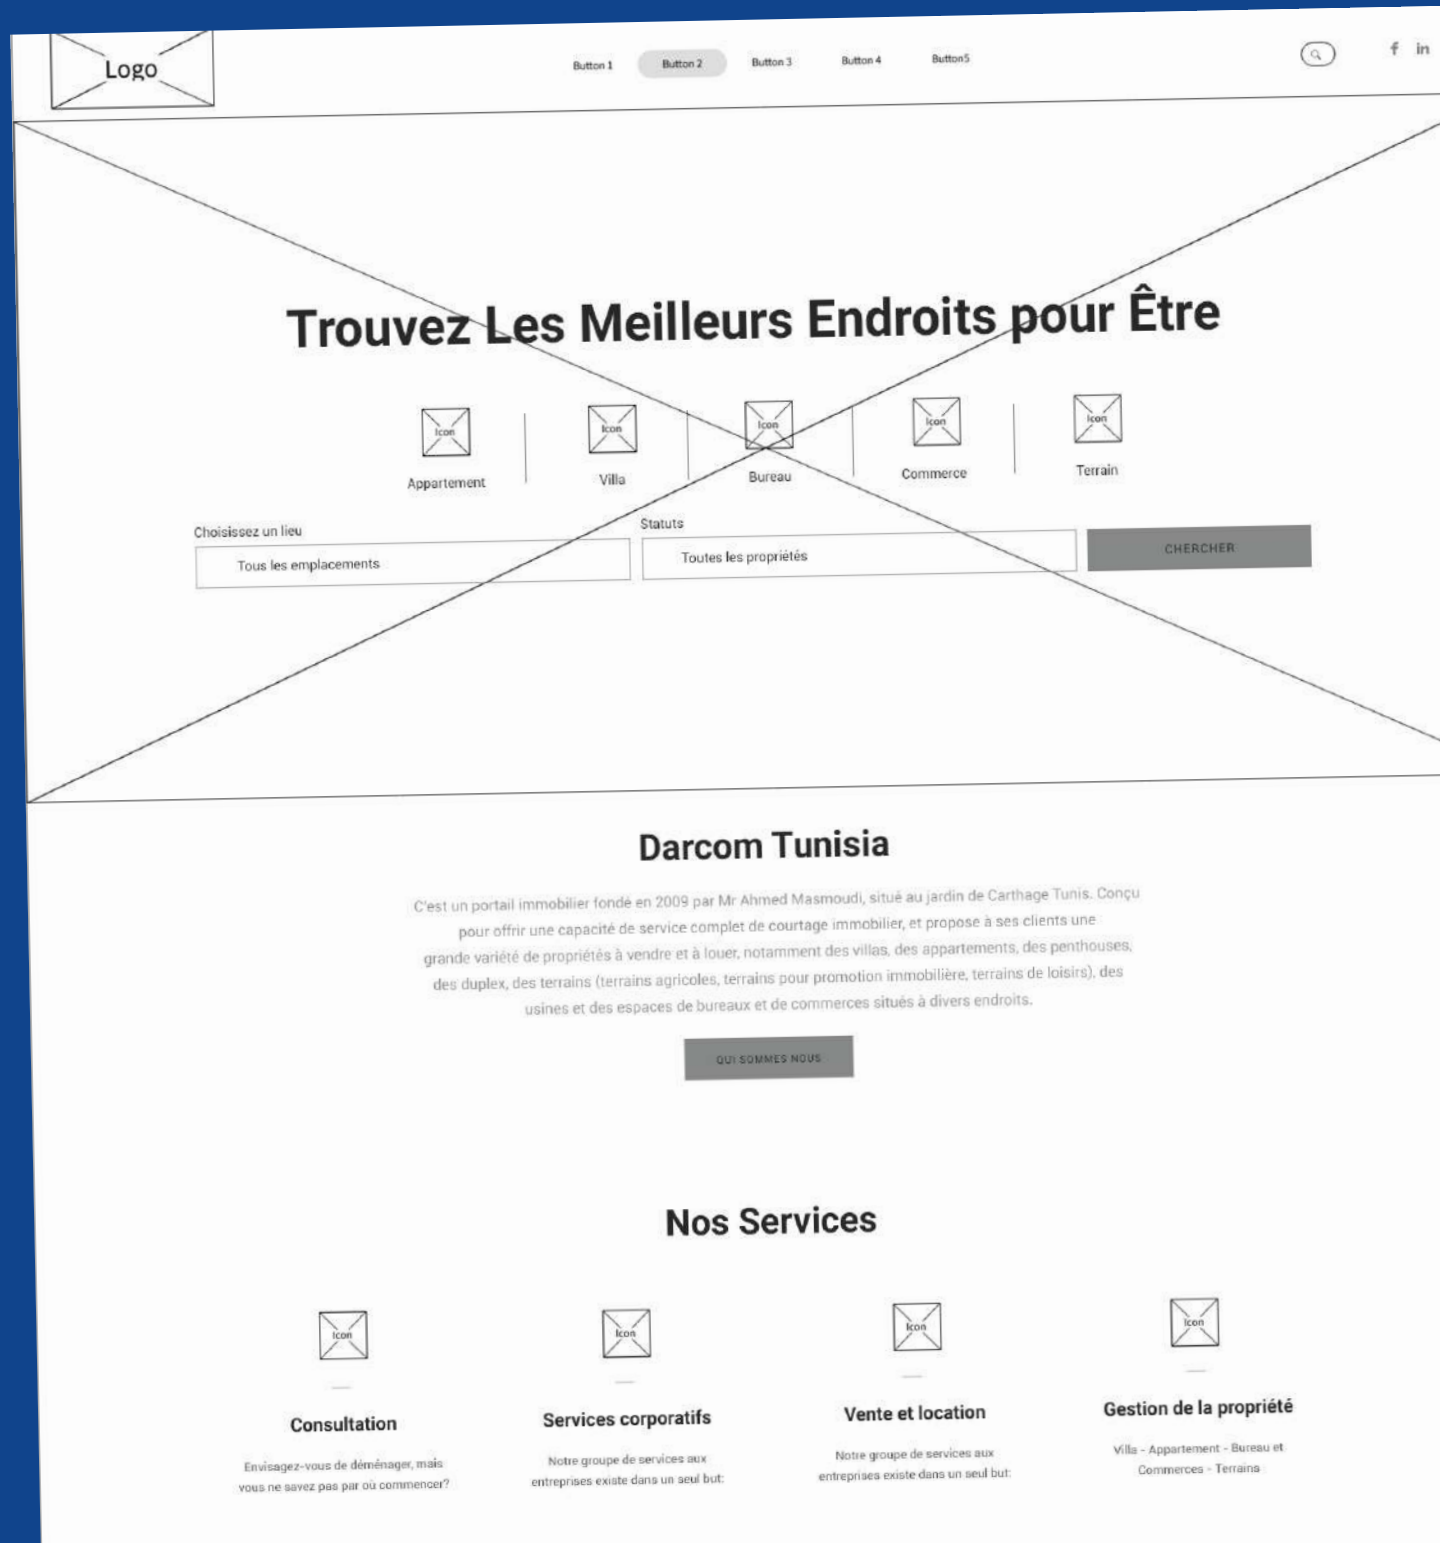 Logo
Button 1
Button 2
Button 3
Button 4
Button5
f in
Trouvez Les Meilleurs Endroits pour Être
Icon
Icon
Icon
Icon
Icon
Appartement
Villa
Bureau
Commerce
Terrain
Choisissez un lieu
Statuts
Tous les emplacements
Toutes les propriétés
CHERCHER
Darcom Tunisia
C'est un portail immobilier fondé en 2009 par Mr Ahmed Masmoudi, situé au jardin de Carthage Tunis. Conçu
pour offrir une capacité de service complet de courtage immobilier, et propose à ses clients une
grande variété de propriétés à vendre et à louer, notamment des villas, des appartements, des penthouses,
des duplex, des terrains (terrains agricoles, terrains pour promotion immobilière, terrains de loisirs), des
usines et des espaces de bureaux et de commerces situés à divers endroits.
QUI SOMMES NOUS
Nos Services
Icon
Icon
Icon
Icon
Consultation
Envisagez-vous de déménager, mais
vous ne savez pas par où commencer?
Services corporatifs
Notre groupe de services aux
entreprises existe dans un seul but:
Vente et location
Notre groupe de services aux
entreprises existe dans un seul but:
Gestion de la propriété
Villa - Appartement - Bureau et
Commerces - Terrains